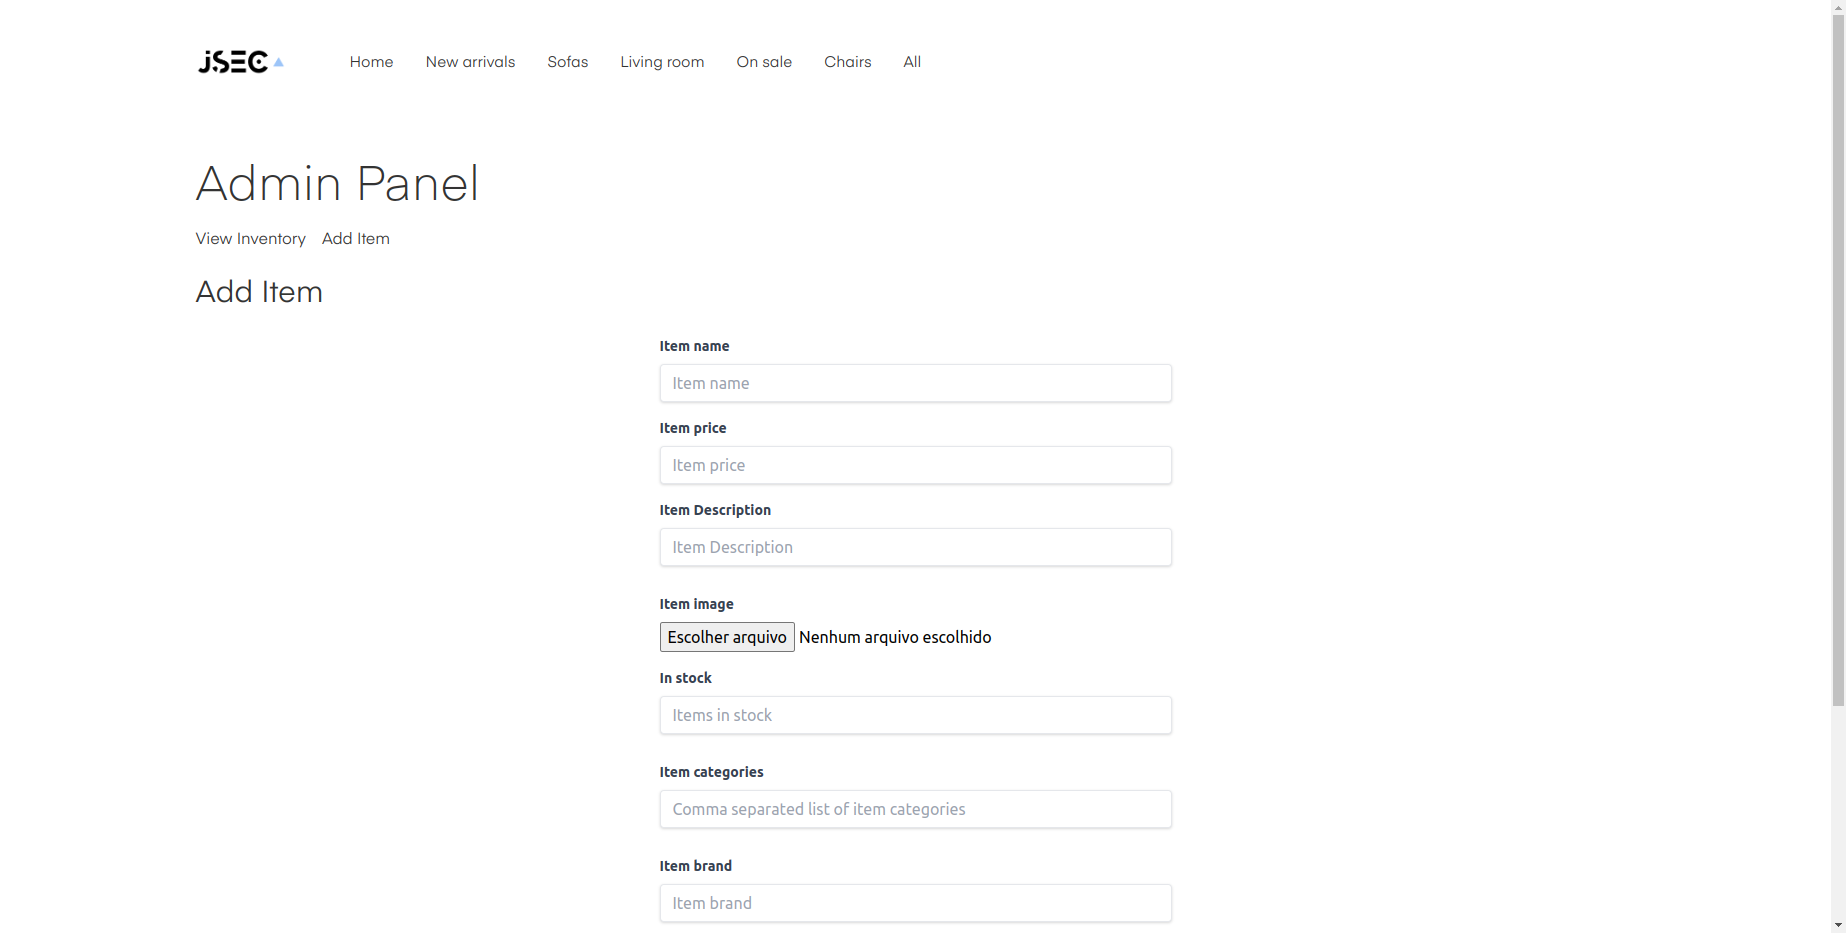 jSEC
Home New arrivals Sofas Living room On sale Chairs All
Admin Panel
View Inventory Add Item
Add Item
Item name
Item name
Item price
Item price
Item Description
Item Description
Item image
Escolher arquivo Nenhum arquivo escolhido
In stock
Items in stock
Item categories
Comma separated list of item categories
Item brand
Item brand